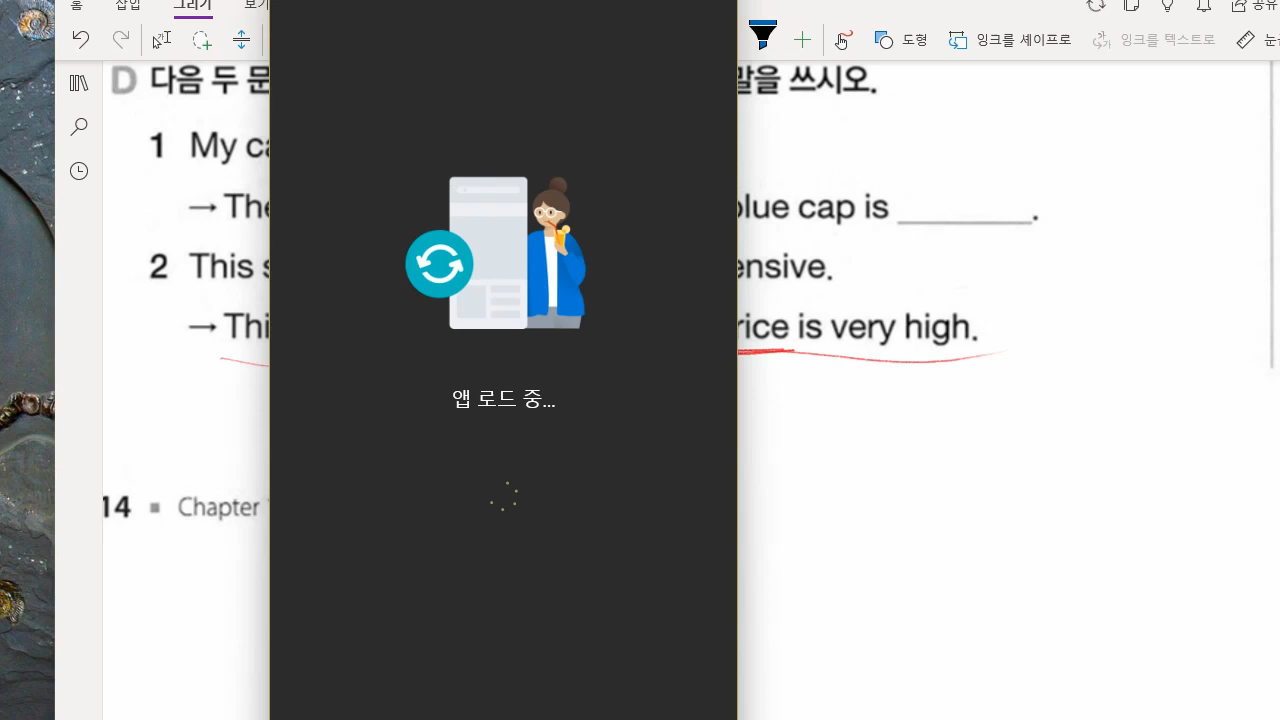 홈 삽입 그리기 보기
공유
도형 잉크를 셰이프로 잉크를 텍스트로
D 다음 두 문 말을 쓰시오.
1 My ca
→ The blue cap is ________.
2 This s ensive.
→ Thi rice is very high.
앱 로드 중...
14 ■ Chapter